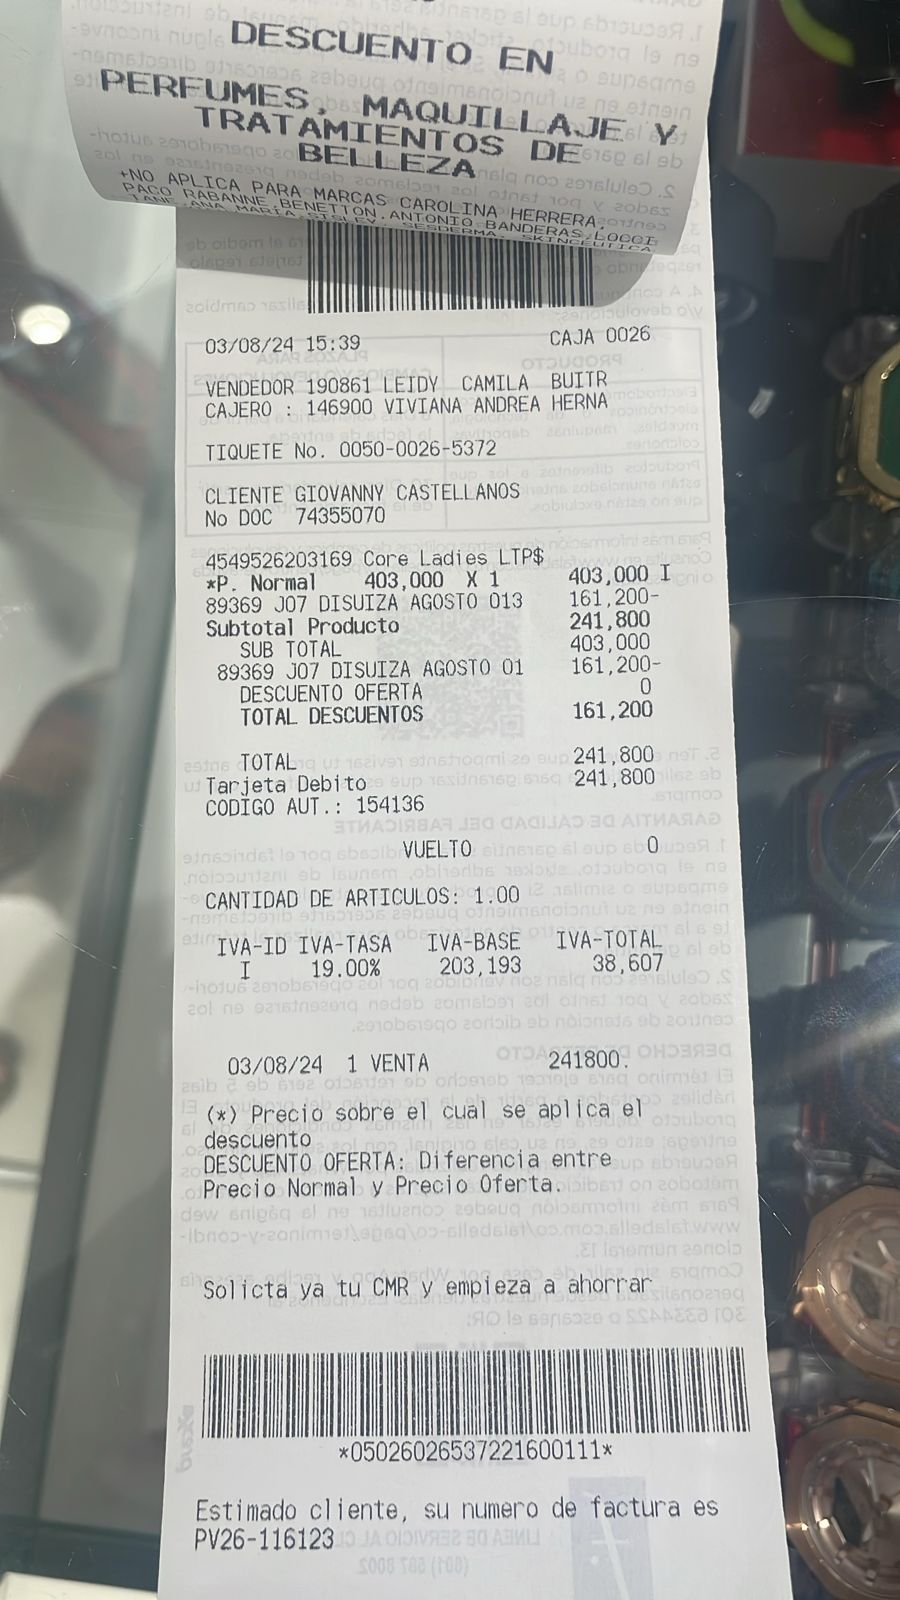 DESCUENTO EN
PERFUMES, MAQUILLAJE Y
TRATAMIENTOS DE
BELLEZA
+NO APLICA PARA MARCAS CAROLINA HERRERA,
PACO RABANNE,BENETTON,ANTONIO BANDERAS,LOCCI
TANE,ANA MARIA,SISLEY, SESDERMA, SKINCEUTICA
03/08/24 15:39 CAJA 0026
VENDEDOR 190861 LEIDY CAMILA BUITR
CAJERO : 146900 VIVIANA ANDREA HERNA
TIQUETE No. 0050-0026-5372
CLIENTE GIOVANNY CASTELLANOS
No DOC 74355070
4549526203169 Core Ladies LTP$
*P. Normal 403,000 X 1 403,000 I
89369 J07 DISUIZA AGOSTO 013 161,200-
Subtotal Producto 241,800
SUB TOTAL 403,000
89369 J07 DISUIZA AGOSTO 01 161,200-
DESCUENTO OFERTA 0
TOTAL DESCUENTOS 161,200
TOTAL 241,800
Tarjeta Debito 241,800
CODIGO AUT.: 154136
VUELTO 0
CANTIDAD DE ARTICULOS: 1.00
IVA-ID IVA-TASA IVA-BASE IVA-TOTAL
I 19.00% 203,193 38,607
03/08/24 1 VENTA 241800.
(*) Precio sobre el cual se aplica el
descuento
DESCUENTO OFERTA: Diferencia entre
Precio Normal y Precio Oferta.
Solicta ya tu CMR y empieza a ahorrar
*05026026537221600111*
Estimado cliente, su numero de factura es
PV26-116123